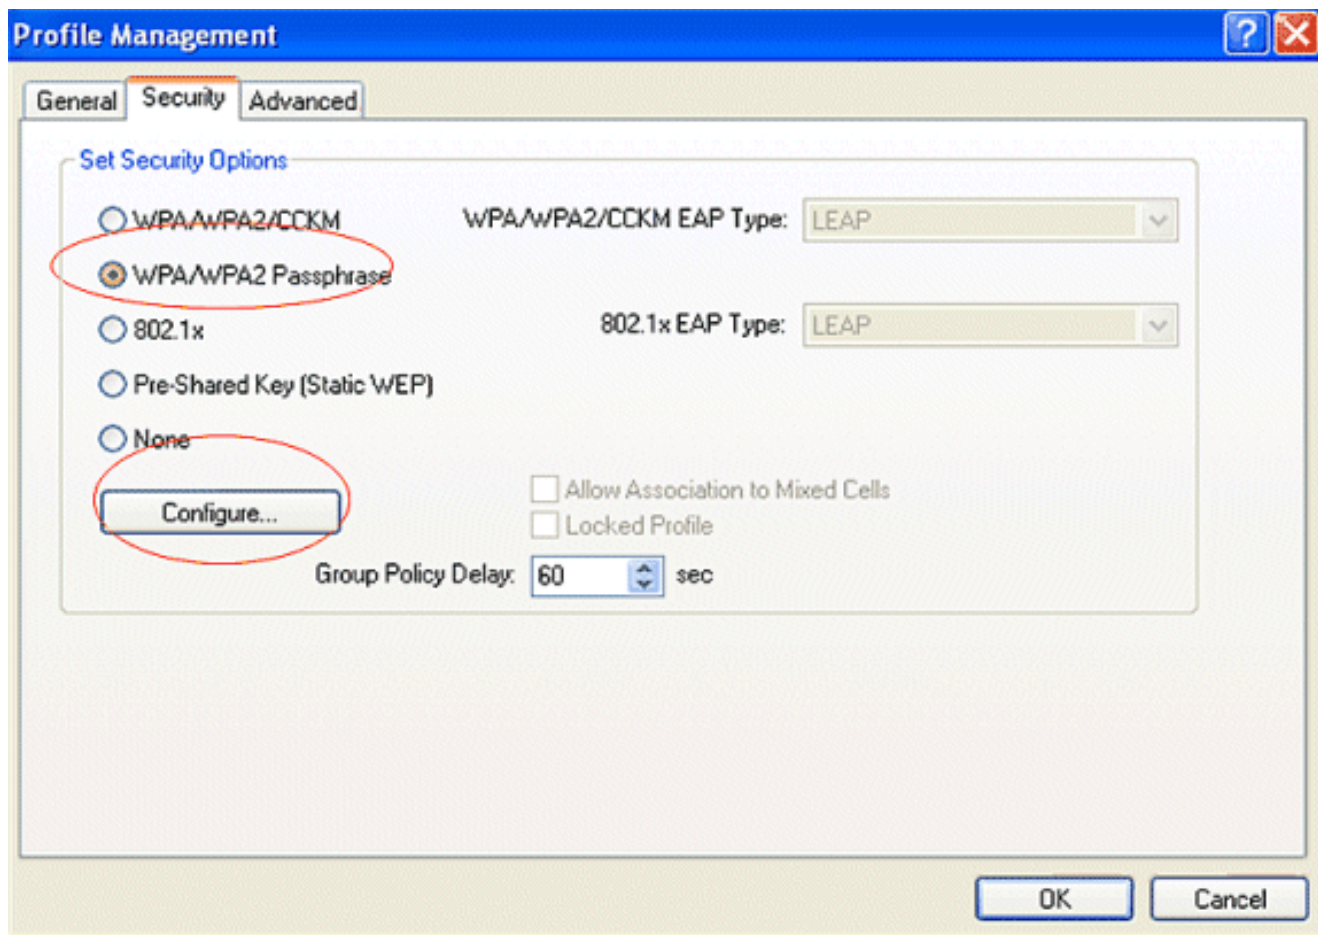 Profile Management
General Security Advanced
Set Security Options
WPA/WPA2/CCKM WPA/WPA2/CCKM EAP Type: LEAP
WPA/WPA2 Passphrase
802.1x 802.1x EAP Type: LEAP
Pre-Shared Key (Static WEP)
None
Allow Association to Mixed Cells
Configure... Locked Profile
Group Policy Delay: 60 sec
OK Cancel